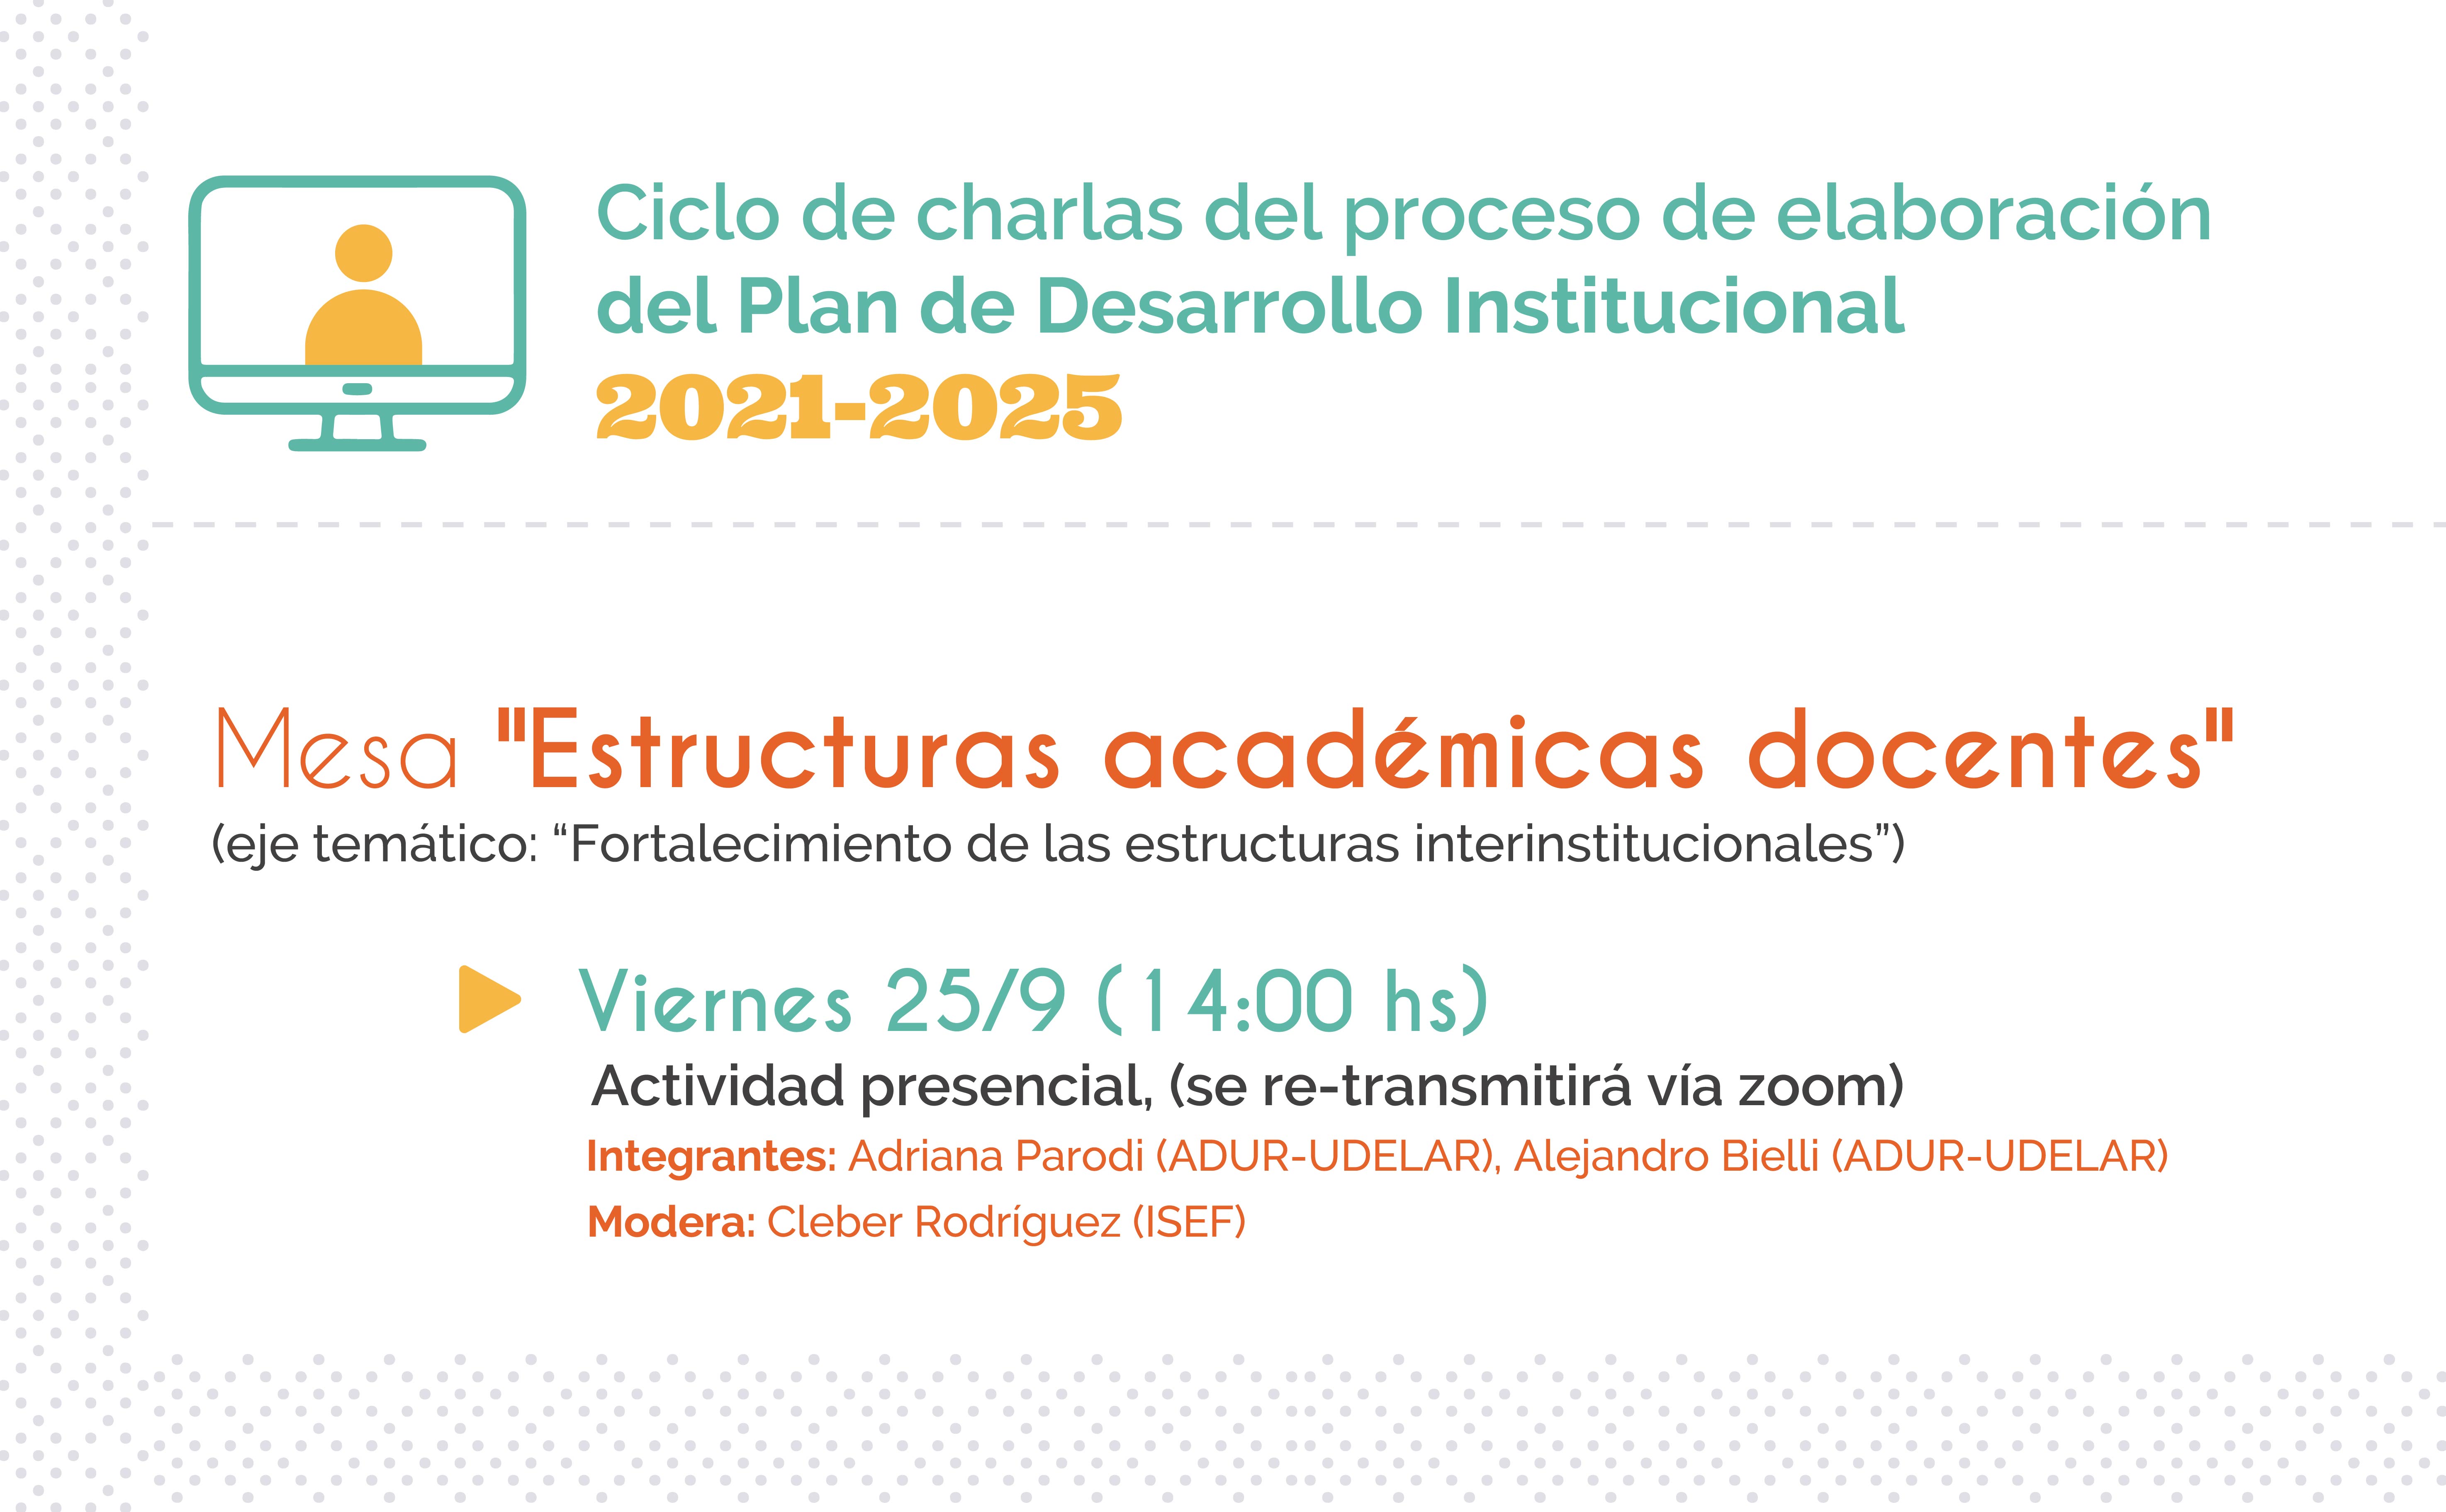 Ciclo de charlas del proceso de elaboración
del Plan de Desarrollo Institucional
2021-2025
Mesa "Estructuras académicas docentes"
(eje temático: “Fortalecimiento de las estructuras interinstitucionales”)
Viernes 25/9 (14:00 hs)
Actividad presencial, (se re-transmitirá vía zoom)
Integrantes: Adriana Parodi (ADUR-UDELAR), Alejandro Bielli (ADUR-UDELAR)
Modera: Cleber Rodríguez (ISEF)